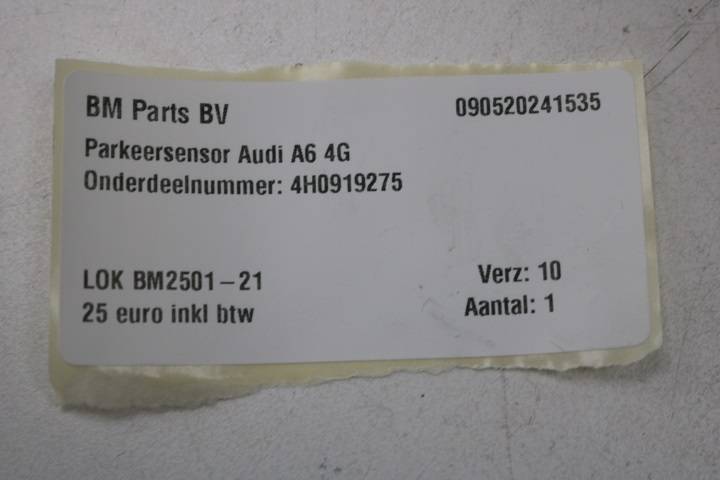 BM Parts BV 090520241535
Parkeersensor Audi A6 4G
Onderdeelnummer: 4H0919275
LOK BM2501-21 Verz: 10
25 euro inkl btw Aantal: 1